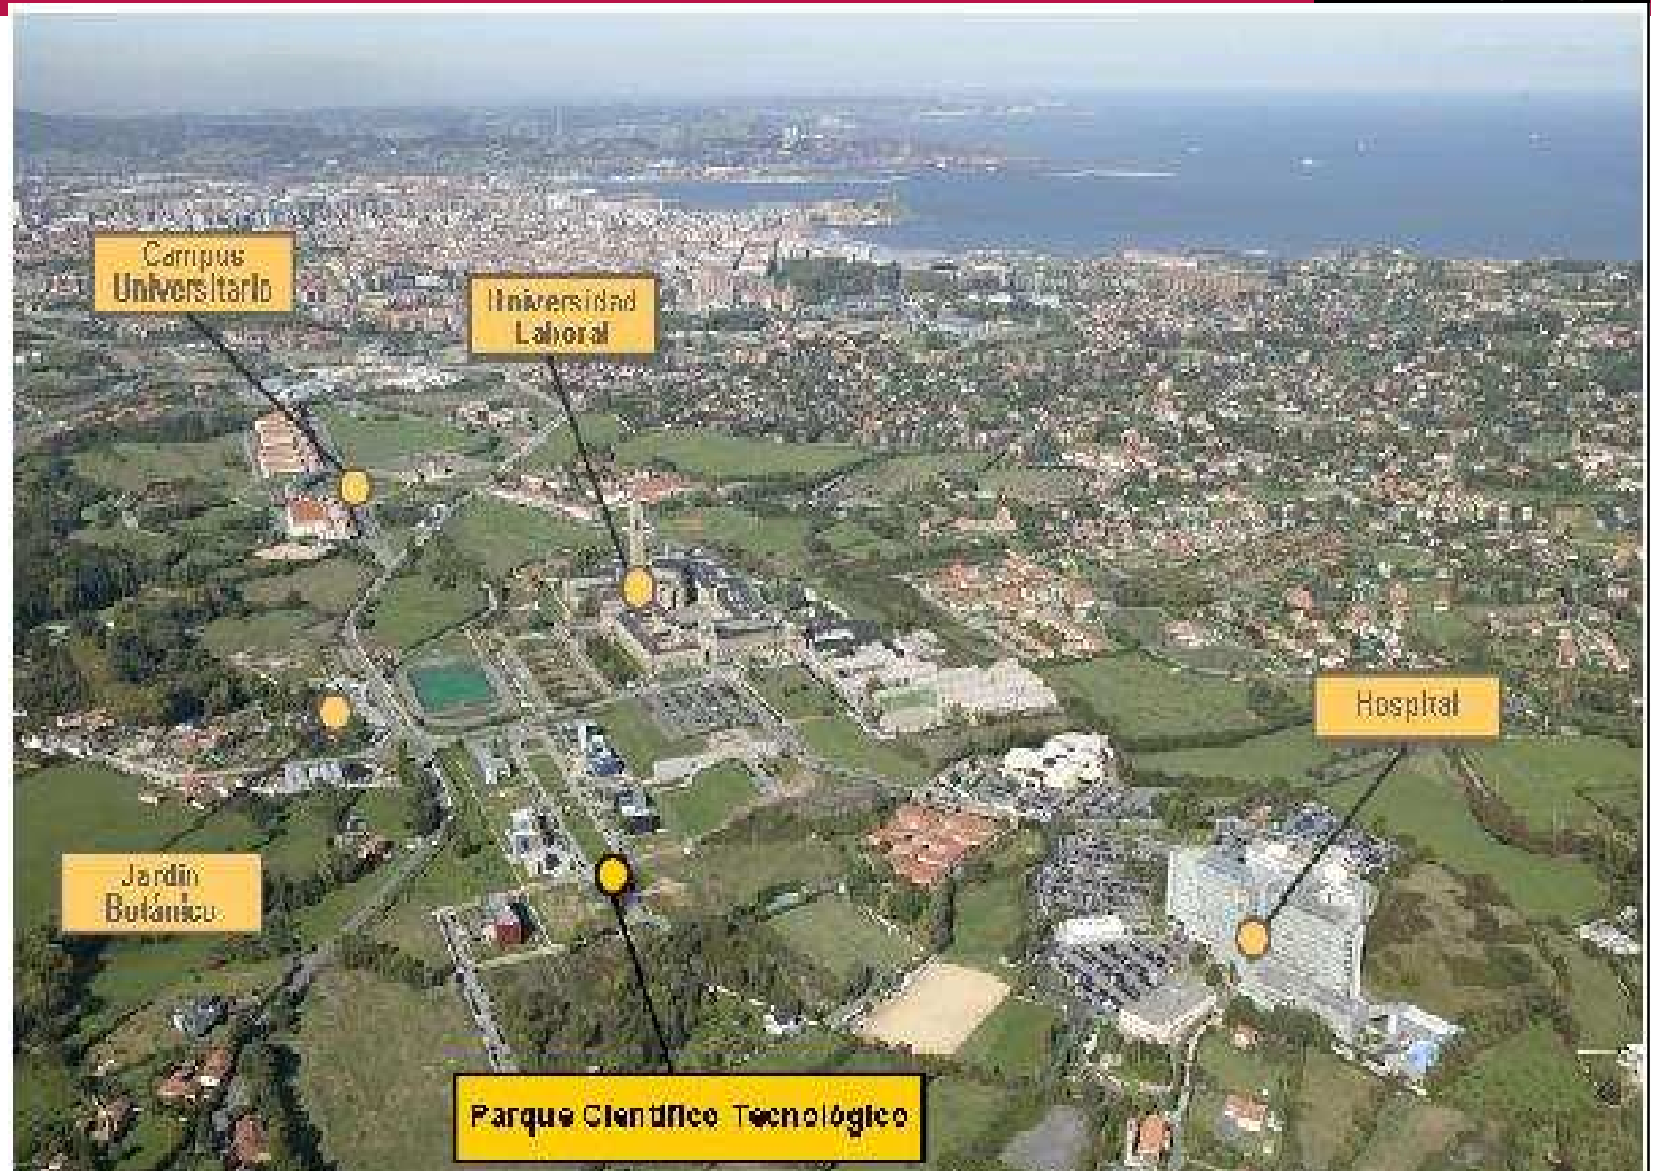 Campus
Universitario
Universidad
Laboral
Hospital
Jardín
Botánico
Parque Científico Tecnológico